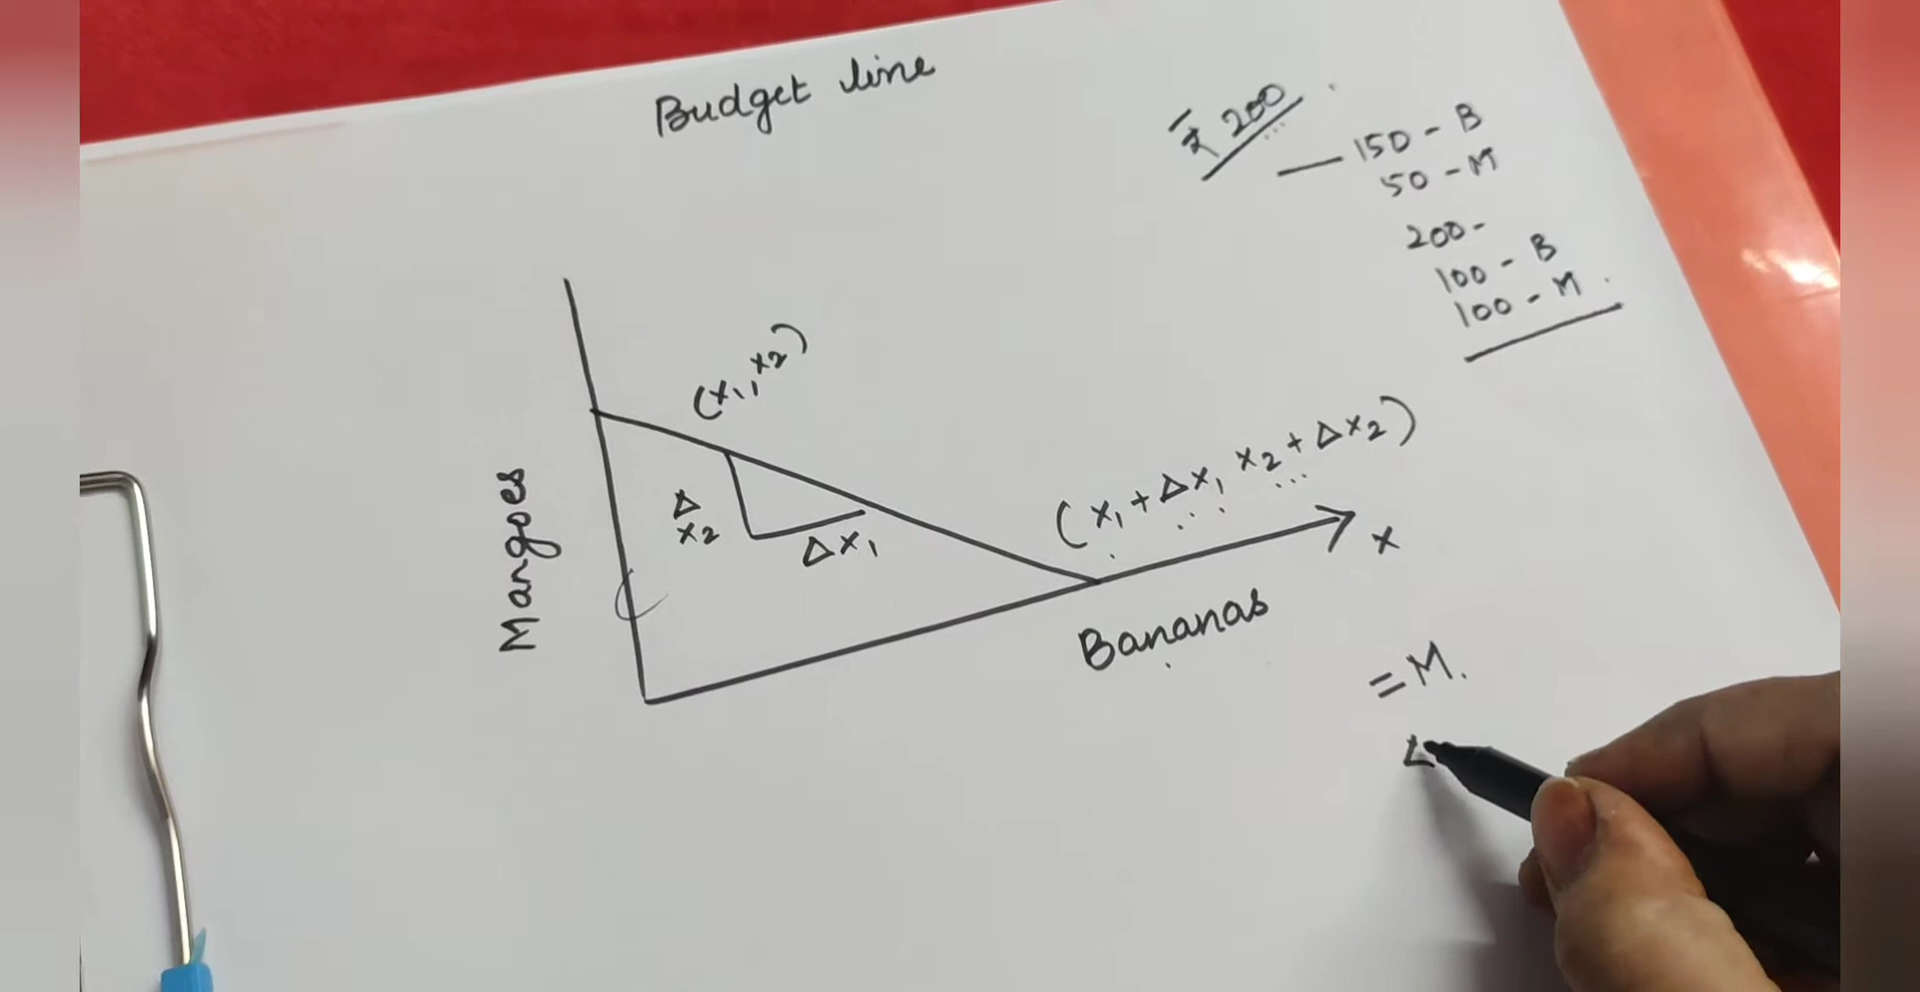 Budget line
₹ 200
150 - B
50 - M
200 -
100 - B
100 - M
(x₁, x₂)
(x₁ + Δx₁ x₂ + Δx₂)
Mangoes
Δ
x₂
Δx₁
x
Bananas
= M.